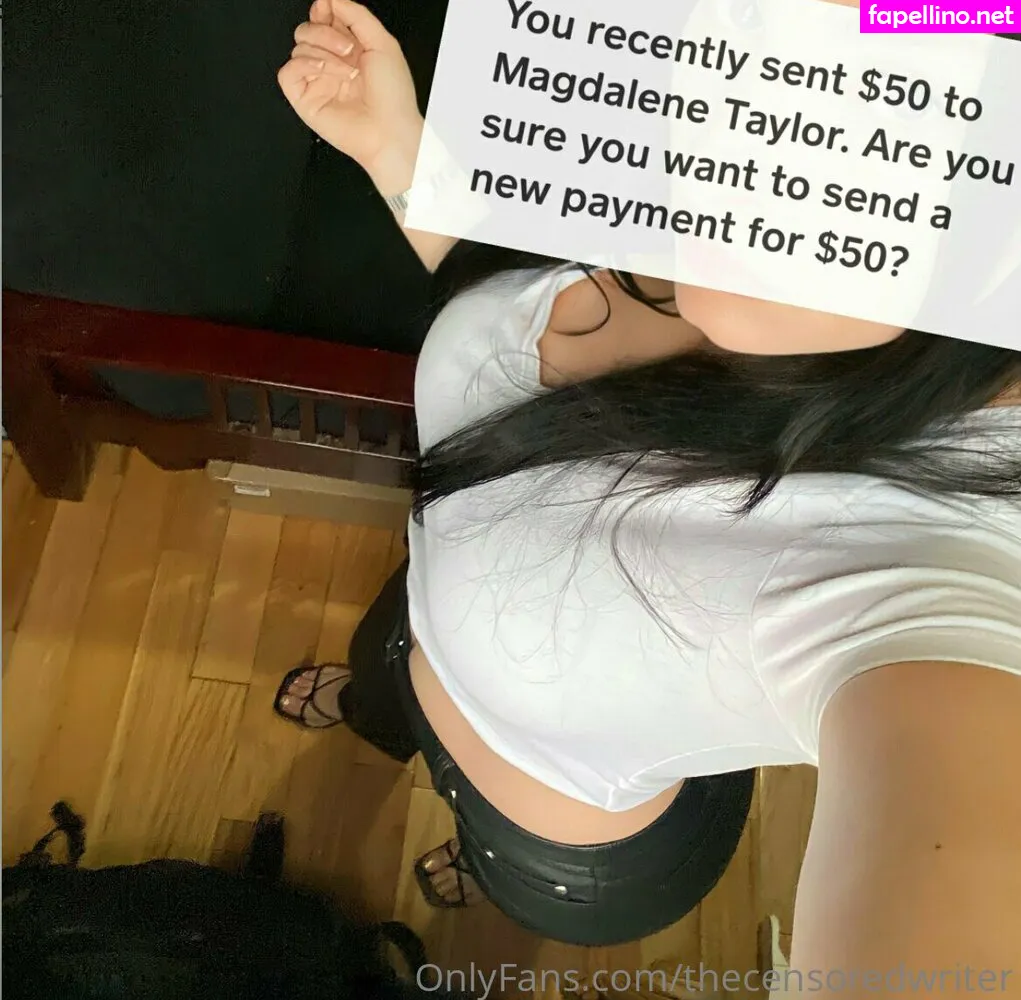 fapellino.net
You recently sent $50 to
Magdalene Taylor. Are you
sure you want to send a
new payment for $50?
OnlyFans.com/thecensoredwriter